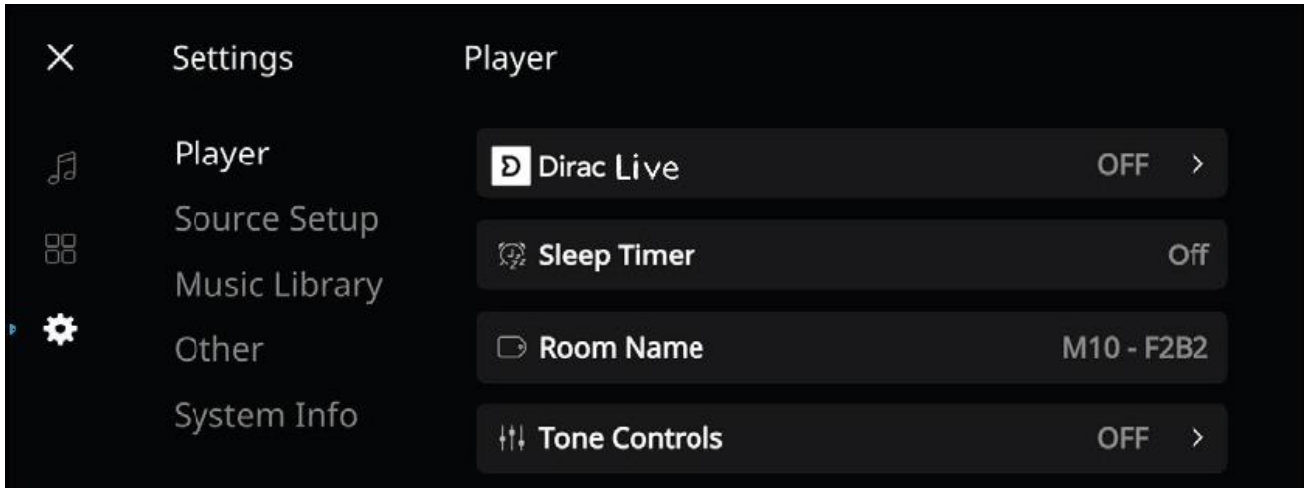 Settings
Player
Player
Source Setup
Music Library
Other
System Info
Dirac Live OFF
Sleep Timer Off
Room Name M10 - F2B2
Tone Controls OFF